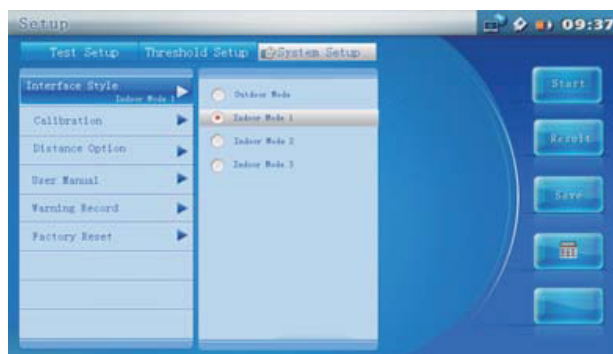 Setup
09:37
Test Setup Threshold Setup System Setup
Interface Style
Indoor Mode 1
Calibration
Distance Option
User Manual
Warning Record
Factory Reset
Outdoor Mode
Indoor Mode 1
Indoor Mode 2
Indoor Mode 3
Start
Result
Save